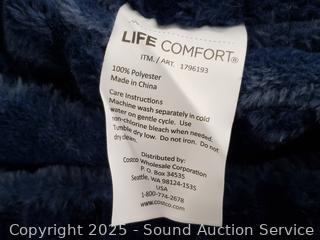 LIFE COMFORT®
ITM. / ART. 1796193
100% Polyester
Made in China
Care Instructions
Machine wash separately in cold
water on gentle cycle. Use
non-chlorine bleach when needed.
Tumble dry low. Do not iron. Do not
dry clean.
Distributed by:
Costco Wholesale Corporation
P. O. Box 34535
Seattle, WA 98124-1535
USA
1-800-774-2678
www.costco.com
Copyright 2025 - Sound Auction Service